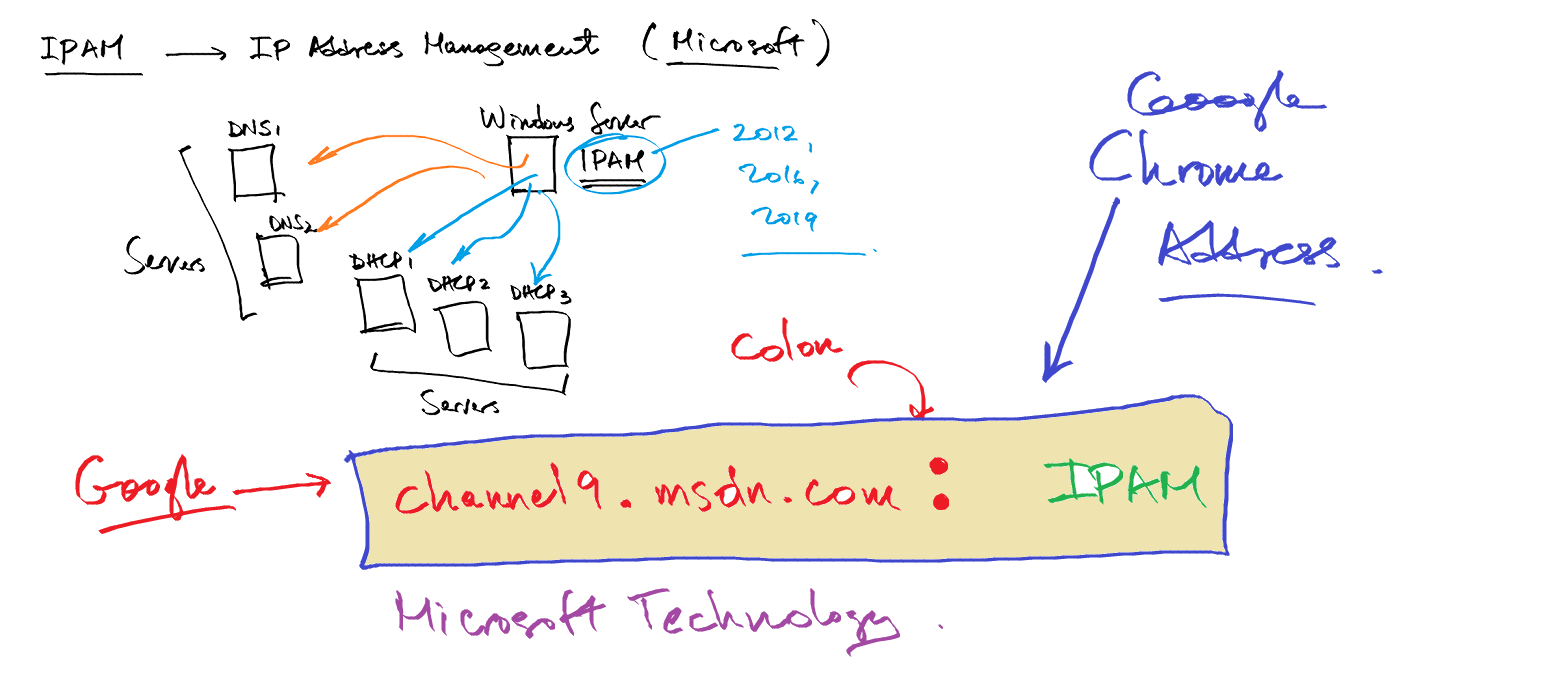 IPAM → IP Address Management (Microsoft)
Windows Server
IPAM
2012,
2016,
2019
DNS1
DNS2
Servers
DHCP1
DHCP2
DHCP3
Servers
Google
Chrome
Address.
Colon
Google →
channel9.msdn.com : IPAM
Microsoft Technology.